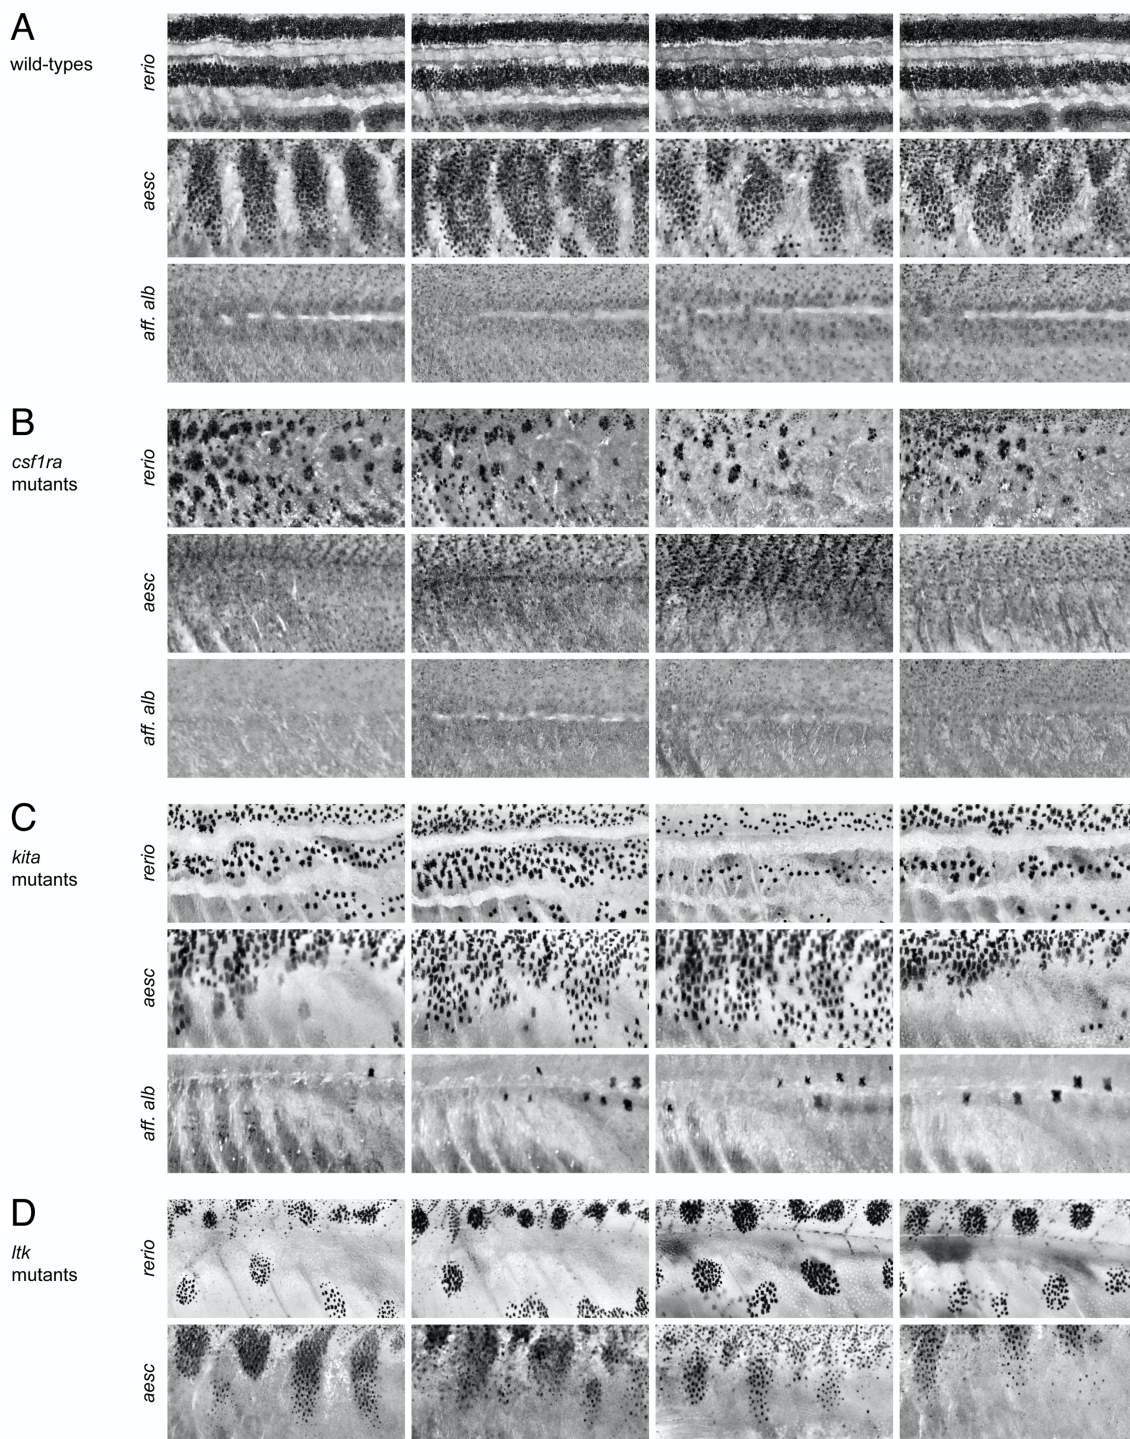 A
wild-types
rerio
aesc
aff. alb
B
csf1ra
mutants
rerio
aesc
aff. alb
C
kita
mutants
rerio
aesc
aff. alb
D
ltk
mutants
rerio
aesc